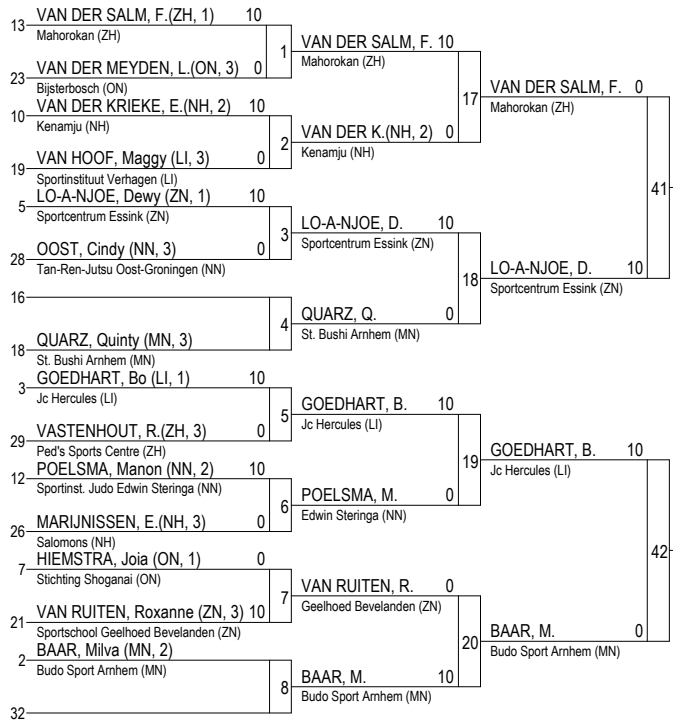 13 VAN DER SALM, F.(ZH, 1) 10
Mahorokan (ZH)
1
23 VAN DER MEYDEN, L.(ON, 3) 0
Bijsterbosch (ON)
10 VAN DER KRIEKE, E.(NH, 2) 10
Kenamju (NH)
2
19 VAN HOOF, Maggy (LI, 3) 0
Sportinstituut Verhagen (LI)
5 LO-A-NJOE, Dewy (ZN, 1) 10
Sportcentrum Essink (ZN)
3
28 OOST, Cindy (NN, 3) 0
Tan-Ren-Jutsu Oost-Groningen (NN)
16
4
18 QUARZ, Quinty (MN, 3)
St. Bushi Arnhem (MN)
3 GOEDHART, Bo (LI, 1) 10
Jc Hercules (LI)
5
29 VASTENHOUT, R.(ZH, 3) 0
Ped's Sports Centre (ZH)
12 POELSMA, Manon (NN, 2) 10
Sportinst. Judo Edwin Steringa (NN)
6
26 MARIJNISSEN, E.(NH, 3) 0
Salomons (NH)
7 HIEMSTRA, Joia (ON, 1) 0
Stichting Shoganai (ON)
7
21 VAN RUITEN, Roxanne (ZN, 3) 10
Sportschool Geelhoed Bevelanden (ZN)
2 BAAR, Milva (MN, 2)
Budo Sport Arnhem (MN)
8
32
VAN DER SALM, F. 10
Mahorokan (ZH)
17
VAN DER K.(NH, 2) 0
Kenamju (NH)
LO-A-NJOE, D. 10
Sportcentrum Essink (ZN)
18
QUARZ, Q. 0
St. Bushi Arnhem (MN)
GOEDHART, B. 10
Jc Hercules (LI)
19
POELSMA, M. 0
Edwin Steringa (NN)
VAN RUITEN, R. 0
Geelhoed Bevelanden (ZN)
20
BAAR, M. 10
Budo Sport Arnhem (MN)
VAN DER SALM, F. 0
Mahorokan (ZH)
41
LO-A-NJOE, D. 10
Sportcentrum Essink (ZN)
GOEDHART, B. 10
Jc Hercules (LI)
42
BAAR, M. 0
Budo Sport Arnhem (MN)